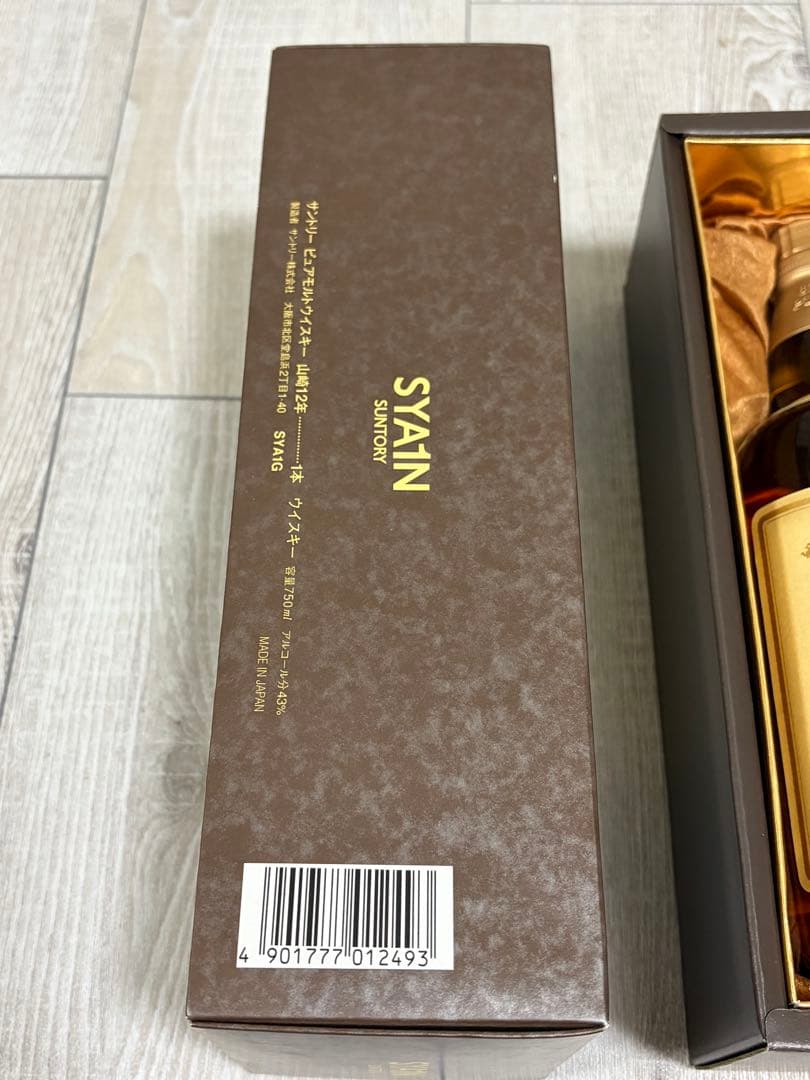 SYA1N
SUNTORY
サントリー ピュアモルトウイスキー 山崎12年 ............. 1本 ウイスキー 容量750ml アルコール分43%
製造者 サントリー株式会社 大阪市北区堂島浜2丁目1-40 SYA1G MADE IN JAPAN
4 901777 012493